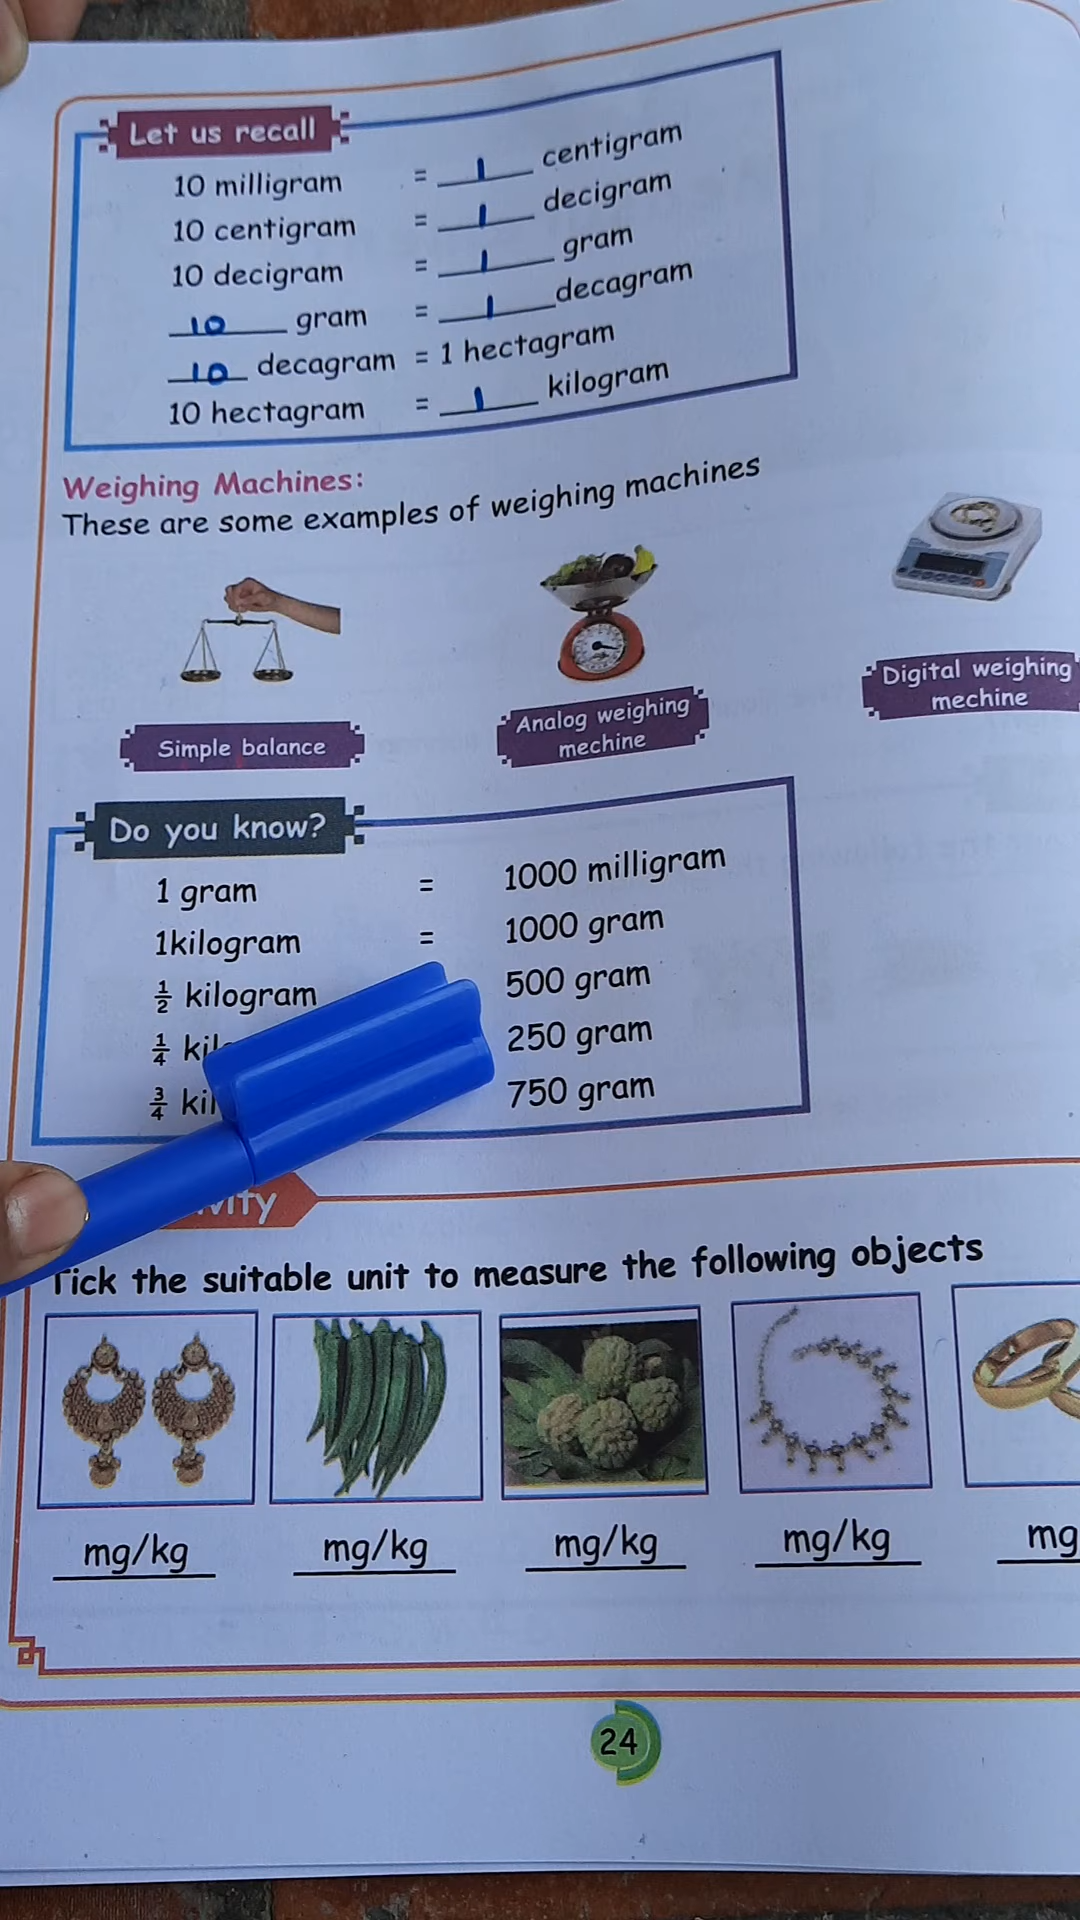 Let us recall
10 milligram = 1 centigram
10 centigram = 1 decigram
10 decigram = 1 gram
10 gram = 1 decagram
10 decagram = 1 hectagram
10 hectagram = 1 kilogram
Weighing Machines:
These are some examples of weighing machines
Simple balance
Analog weighing
mechine
Digital weighing
mechine
Do you know?
1 gram = 1000 milligram
1kilogram = 1000 gram
½ kilogram 500 gram
¼ 250 gram
¾ 750 gram
Tick the suitable unit to measure the following objects
mg/kg mg/kg mg/kg mg/kg mg
24